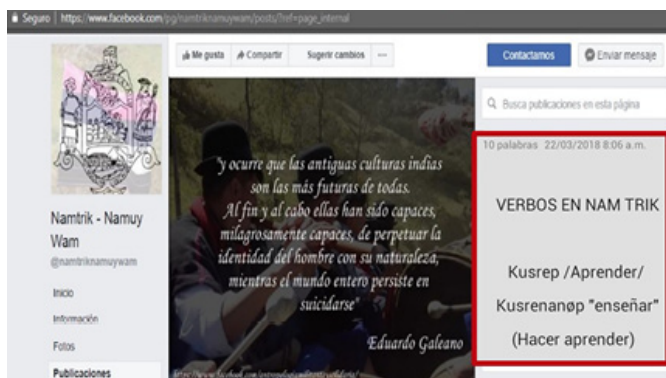 Seguro | https://www.facebook.com/pg/namtriknamuywam/posts/?ref=page_internal
Me gusta Compartir Sugerir cambios ...
Contactarnos Enviar mensaje
Busca publicaciones en esta página
Namtrik - Namuy
Wam
@namtriknamuywam
Inicio
Información
Fotos
Publicaciones
"y ocurre que las antiguas culturas indias
son las más futuras de todas.
Al fin y al cabo ellas han sido capaces,
milagrosamente capaces, de perpetuar la
identidad del hombre con su naturaleza,
mientras el mundo entero persiste en
suicidarse"
Eduardo Galeano
10 palabras 22/03/2018 8:06 a.m.
VERBOS EN NAM TRIK
Kusrep /Aprender/
Kusrenanøp "enseñar"
(Hacer aprender)